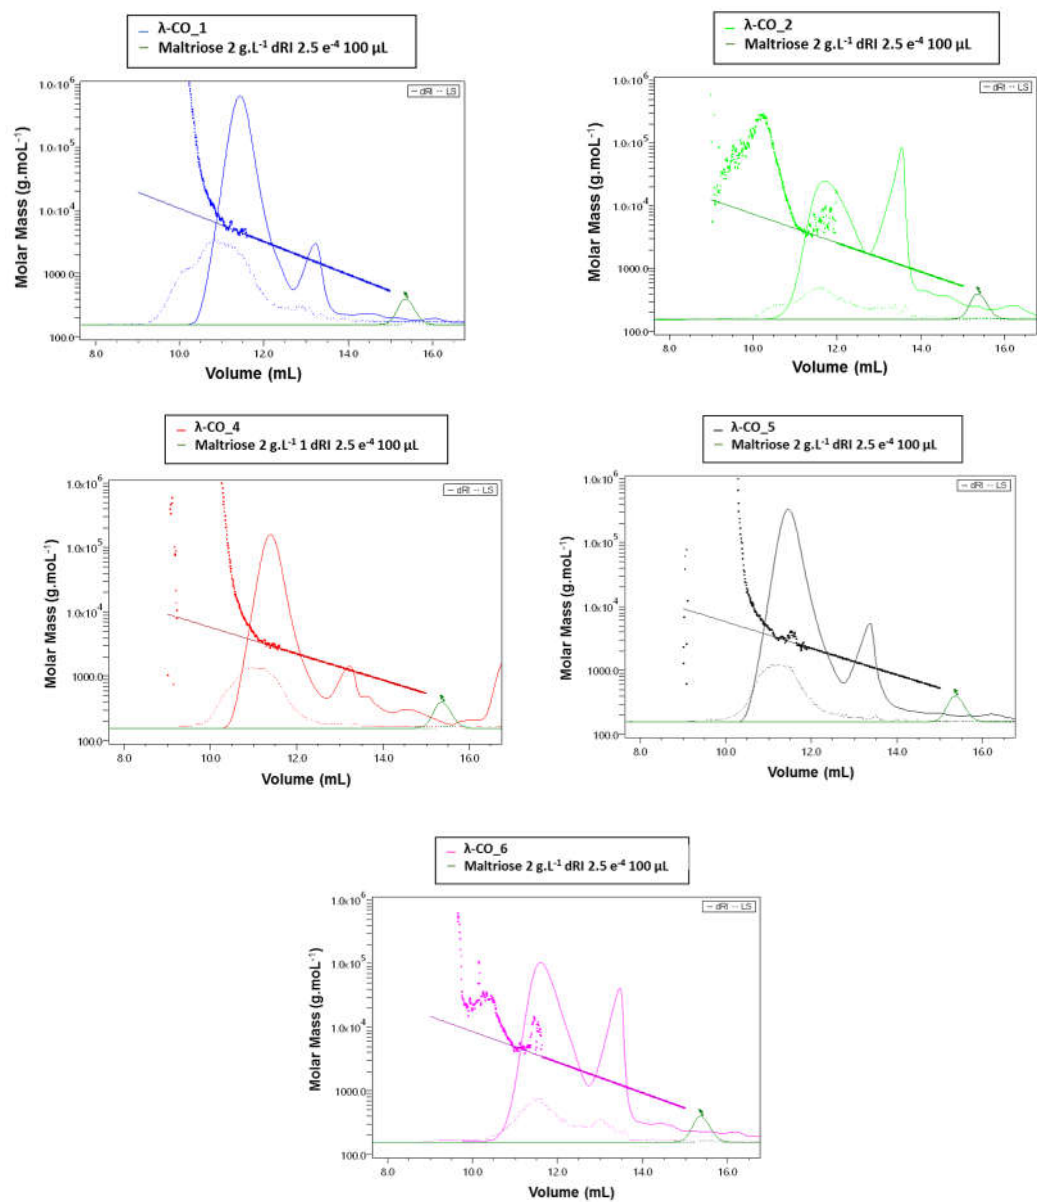 λ-CO_1
Maltriose 2 g.L⁻¹ dRI 2.5 e⁻⁴ 100 µL
λ-CO_2
Maltriose 2 g.L⁻¹ dRI 2.5 e⁻⁴ 100 µL
dRI LS
Molar Mass (g.moL⁻¹)
1.0x10⁶
1.0x10⁵
1.0x10⁴
1000.0
100.0
8.0 10.0 12.0 14.0 16.0
Volume (mL)
dRI LS
Molar Mass (g.moL⁻¹)
1.0x10⁶
1.0x10⁵
1.0x10⁴
1000.0
100.0
8.0 10.0 12.0 14.0 16.0
Volume (mL)
λ-CO_4
Maltriose 2 g.L⁻¹ 1 dRI 2.5 e⁻⁴ 100 µL
λ-CO_5
Maltriose 2 g.L⁻¹ dRI 2.5 e⁻⁴ 100 µL
dRI LS
Molar Mass (g.moL⁻¹)
1.0x10⁶
1.0x10⁵
1.0x10⁴
1000.0
100.0
8.0 10.0 12.0 14.0 16.0
Volume (mL)
dRI LS
Molar Mass (g.moL⁻¹)
1.0x10⁶
1.0x10⁵
1.0x10⁴
1000.0
100.0
8.0 10.0 12.0 14.0 16.0
Volume (mL)
λ-CO_6
Maltriose 2 g.L⁻¹ dRI 2.5 e⁻⁴ 100 µL
dRI LS
Molar Mass (g.moL⁻¹)
1.0x10⁶
1.0x10⁵
1.0x10⁴
1000.0
100.0
8.0 10.0 12.0 14.0 16.0
Volume (mL)